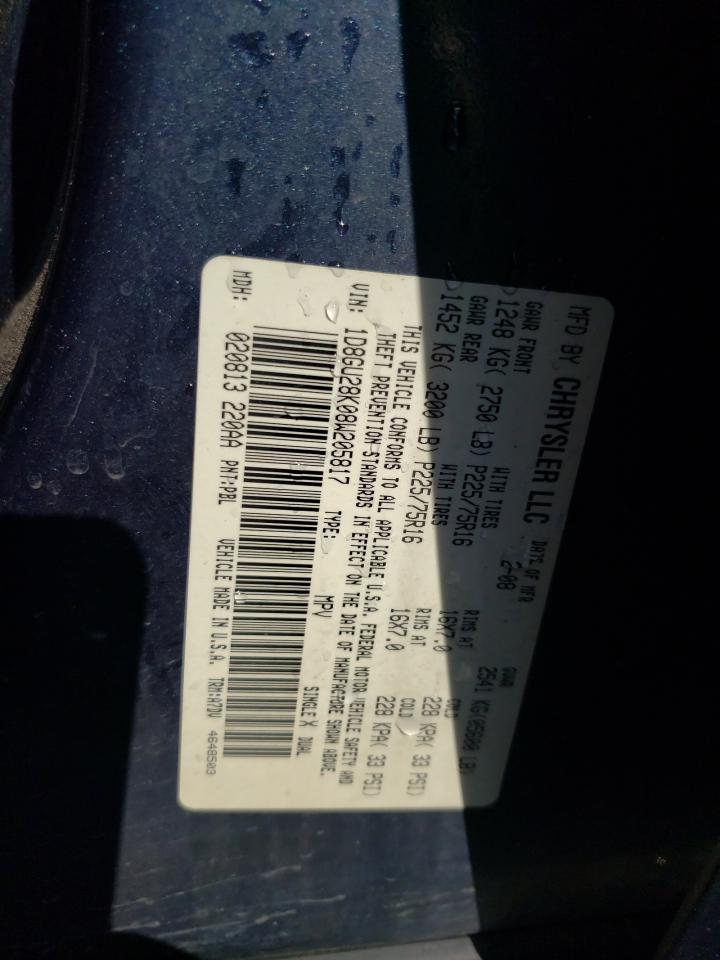 MFD BY CHRYSLER LLC DATE OF MFR 2-08 GVWR 2541 KG(05600 LB)
GAWR FRONT WITH TIRES RIMS AT COLD
1248 KG( 2750 LB) P225/75R16 16X7.0 228 KPA( 33 PSI)
GAWR REAR WITH TIRES RIMS AT COLD
1452 KG( 3200 LB) P225/75R16 16X7.0 228 KPA( 33 PSI)
THIS VEHICLE CONFORMS TO ALL APPLICABLE U.S.A. FEDERAL MOTOR VEHICLE SAFETY AND
THEFT PREVENTION STANDARDS IN EFFECT ON THE DATE OF MANUFACTURE SHOWN ABOVE.
VIN: 1D8GU28K08W205817 TYPE: MPV SINGLE X DUAL
MDH: 020813 220AA PNT:PBL VEHICLE MADE IN U.S.A. TRM:A7DV 4648503